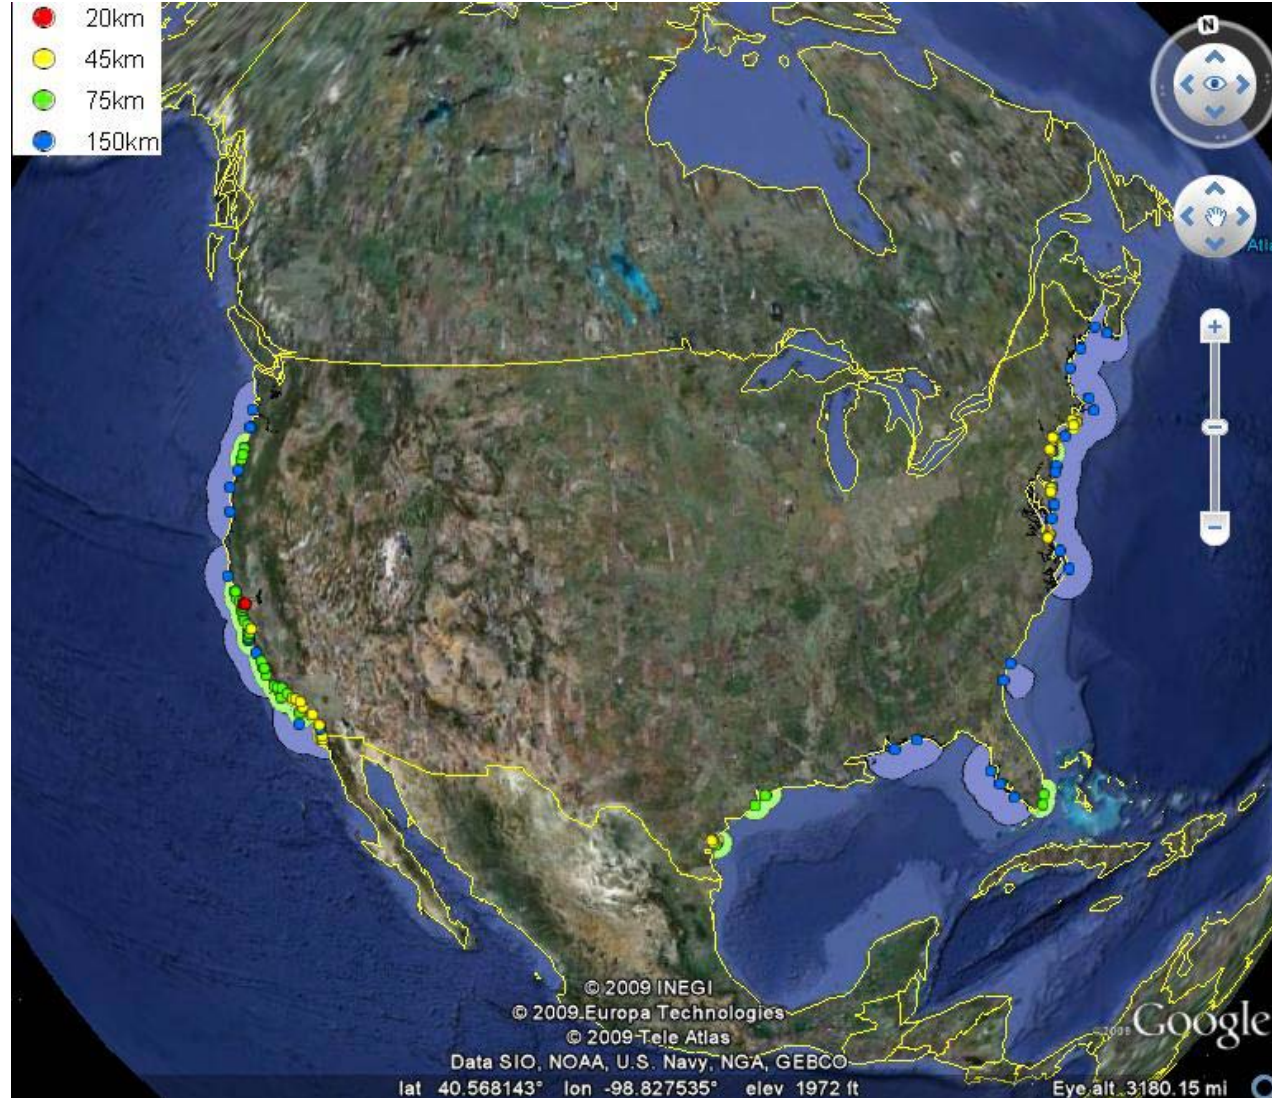 20km
45km
75km
150km
N
Atla
© 2009 INEGI
© 2009 Europa Technologies
© 2009 Tele Atlas
Data SIO, NOAA, U.S. Navy, NGA, GEBCO
©2009 Google
lat 40.568143° lon -98.827535° elev 1972 ft
Eye alt 3180.15 mi